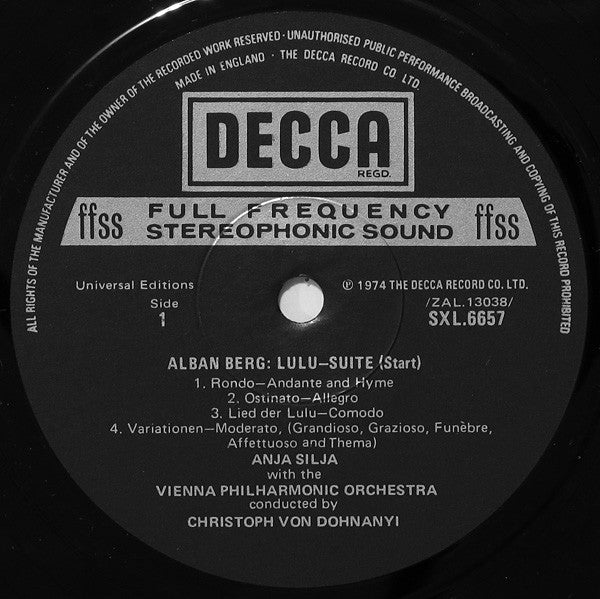 ALL RIGHTS OF THE MANUFACTURER AND OF THE OWNER OF THE RECORDED WORK RESERVED · UNAUTHORISED PUBLIC PERFORMANCE BROADCASTING AND COPYING OF THIS RECORD PROHIBITED
MADE IN ENGLAND · THE DECCA RECORD CO LTD.
DECCA
REGD.
ffss FULL FREQUENCY STEREOPHONIC SOUND ffss
Universal Editions
Side
1
℗ 1974 THE DECCA RECORD CO. LTD.
/ZAL.13038/
SXL.6657
ALBAN BERG: LULU–SUITE (Start)
1. Rondo–Andante and Hyme
2. Ostinato–Allegro
3. Lied der Lulu–Comodo
4. Variationen–Moderato, (Grandioso, Grazioso, Funèbre,
Affettuoso and Thema)
ANJA SILJA
with the
VIENNA PHILHARMONIC ORCHESTRA
conducted by
CHRISTOPH VON DOHNANYI